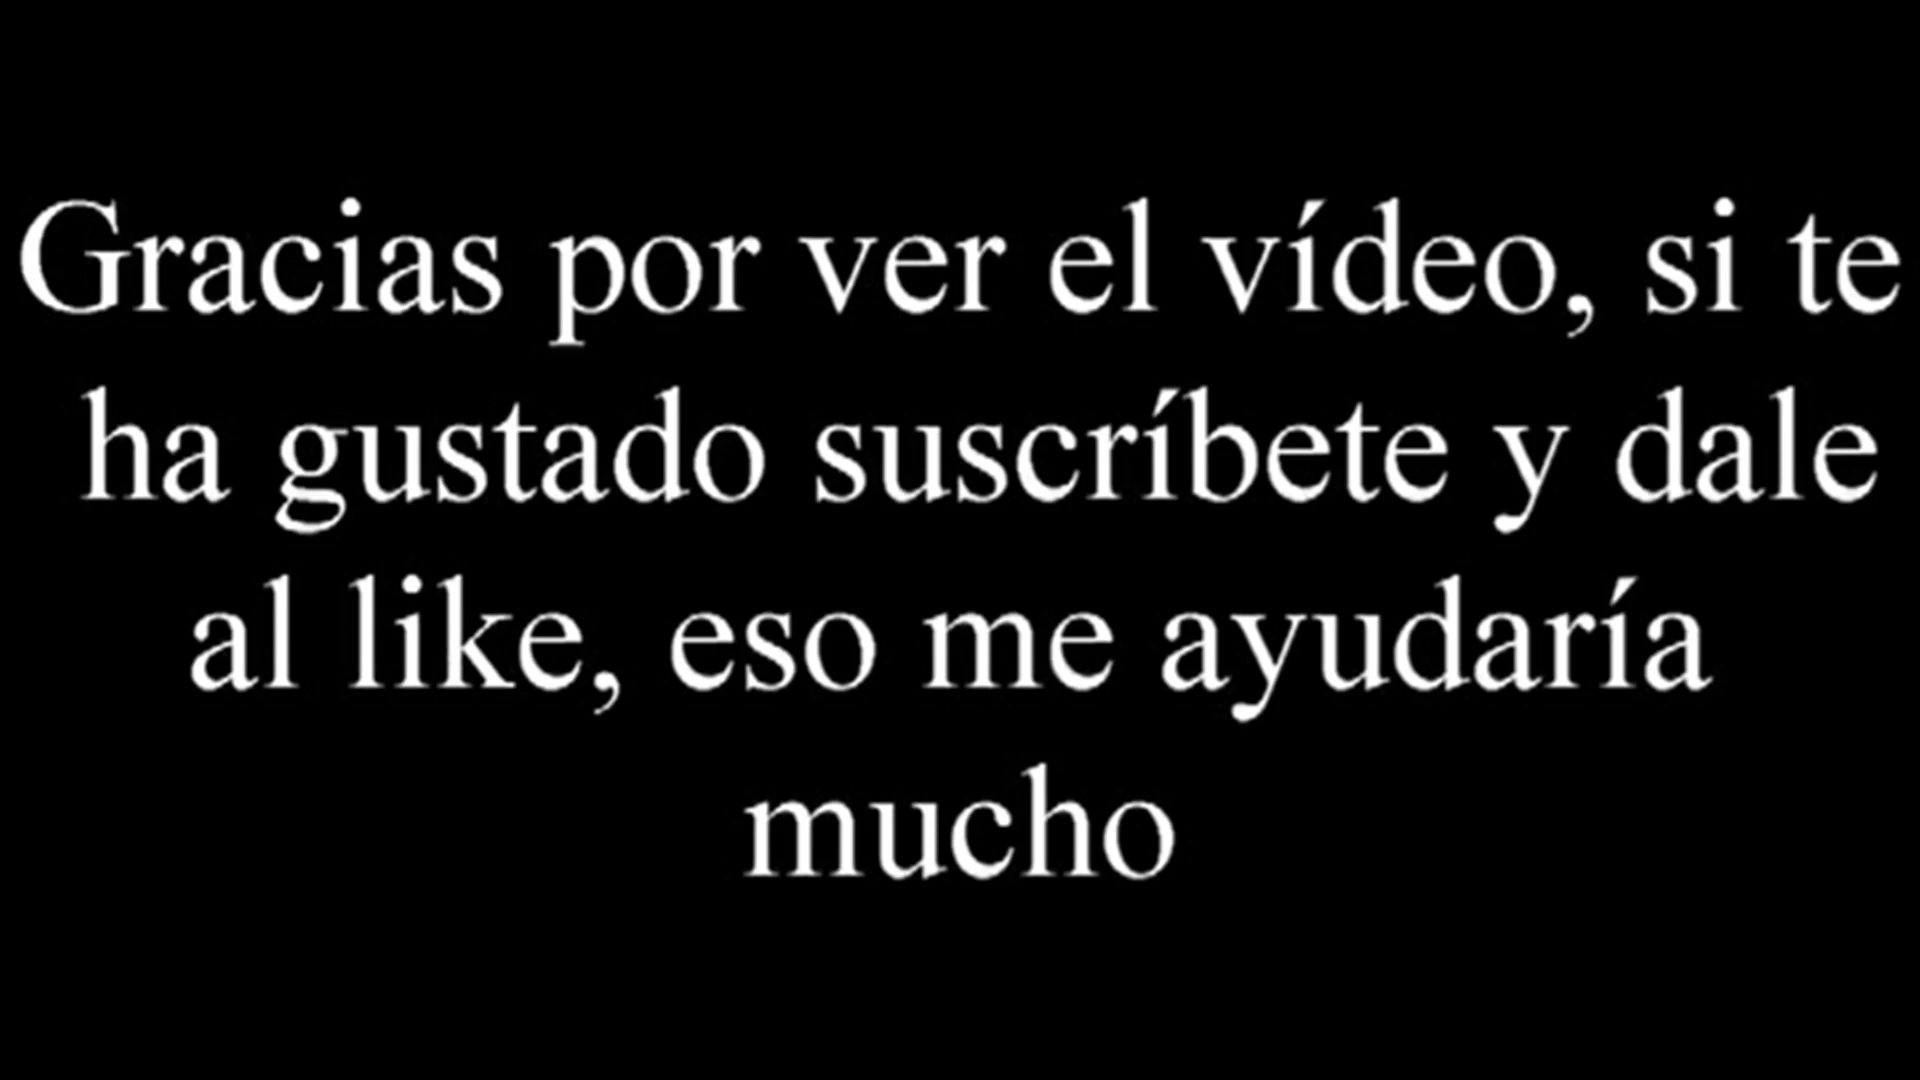 Gracias por ver el vídeo, si te
ha gustado suscríbete y dale
al like, eso me ayudaría
mucho